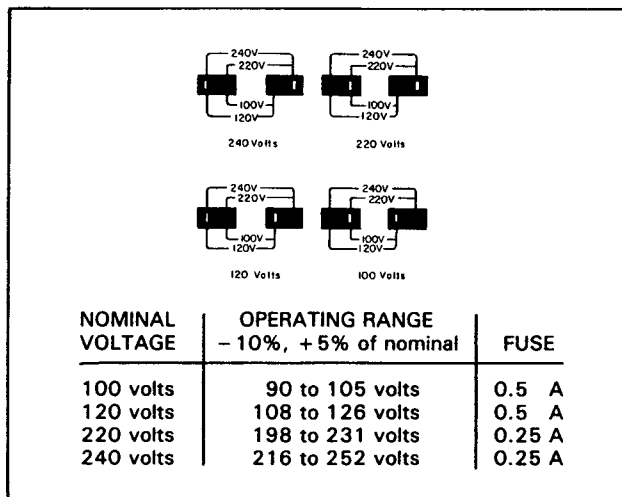 240V 240V
220V 220V
100V 100V
120V 120V
240 Volts 220 Volts
240V 240V
220V 220V
100V 100V
120V 120V
120 Volts 100 Volts
NOMINAL OPERATING RANGE
VOLTAGE – 10%, + 5% of nominal FUSE
100 volts 90 to 105 volts 0.5 A
120 volts 108 to 126 volts 0.5 A
220 volts 198 to 231 volts 0.25 A
240 volts 216 to 252 volts 0.25 A